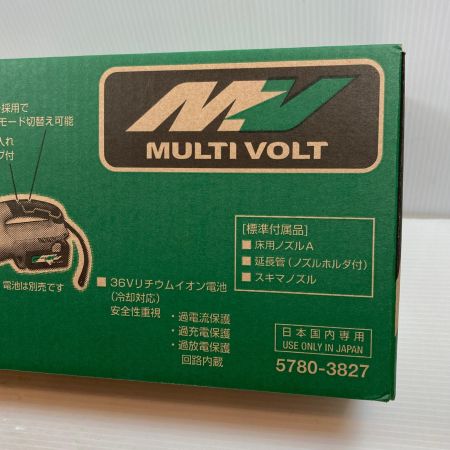 採用で
モード切替え可能
入れ
ブ付
MV
MULTI VOLT
電池は別売です
[標準付属品]
■床用ノズルA
■延長管(ノズルホルダ付)
■スキマノズル
■36Vリチウムイオン電池
(冷却対応)
安全性重視 ・過電流保護
・過充電保護
・過放電保護
回路内蔵
日本国内専用
USE ONLY IN JAPAN
5780-3827